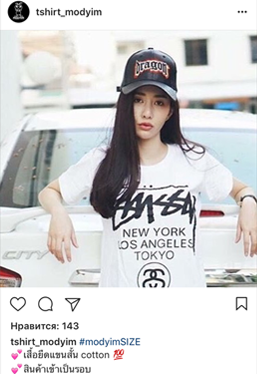 tshirt_modyim
Dragon
CITY
STÜSSY
NEW YORK
LOS ANGELES
TOKYO
Нравится: 143
tshirt_modyim #modyimSIZE
💕เสื้อยืดแขนสั้น cotton 💯
💕สินค้าเข้าเป็นรอบ